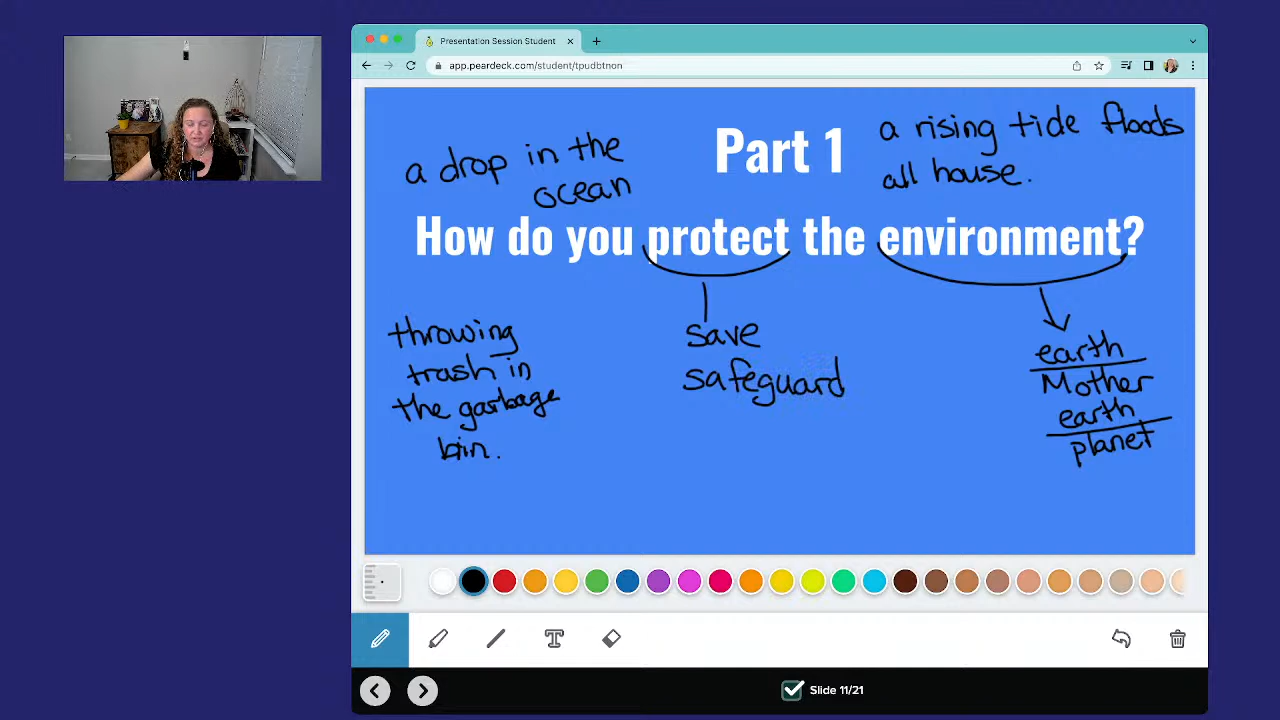 Presentation Session Student
app.peardeck.com/student/tpudbtnon
Part 1
a drop in the
ocean
a rising tide floods
all house.
How do you protect the environment?
throwing
trash in
the garbage
bin.
save
safeguard
earth
Mother
earth
planet
T
Slide 11/21